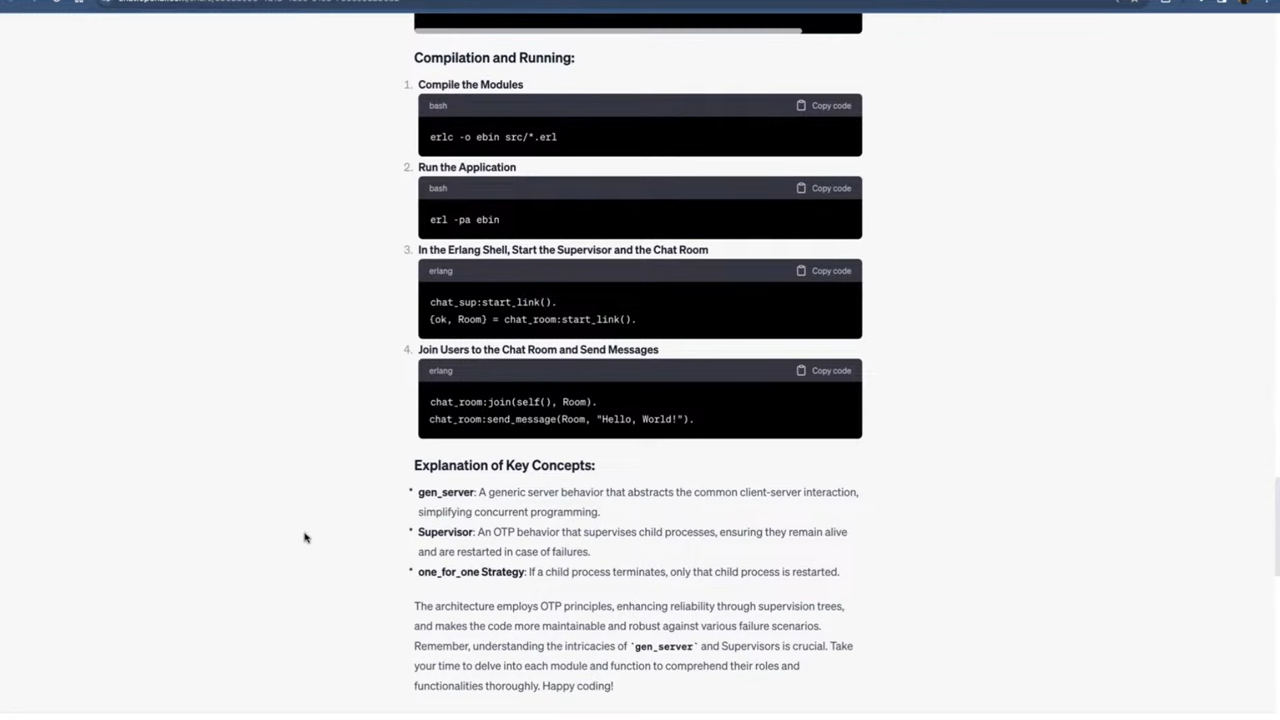 Compilation and Running:
1. Compile the Modules
bash
Copy code
erlc -o ebin src/*.erl
2. Run the Application
bash
Copy code
erl -pa ebin
3. In the Erlang Shell, Start the Supervisor and the Chat Room
erlang
Copy code
chat_sup:start_link().
{ok, Room} = chat_room:start_link().
4. Join Users to the Chat Room and Send Messages
erlang
Copy code
chat_room:join(self(), Room).
chat_room:send_message(Room, "Hello, World!").
Explanation of Key Concepts:
• gen_server: A generic server behavior that abstracts the common client-server interaction,
simplifying concurrent programming.
• Supervisor: An OTP behavior that supervises child processes, ensuring they remain alive
and are restarted in case of failures.
• one_for_one Strategy: If a child process terminates, only that child process is restarted.
The architecture employs OTP principles, enhancing reliability through supervision trees,
and makes the code more maintainable and robust against various failure scenarios.
Remember, understanding the intricacies of `gen_server` and Supervisors is crucial. Take
your time to delve into each module and function to comprehend their roles and
functionalities thoroughly. Happy coding!